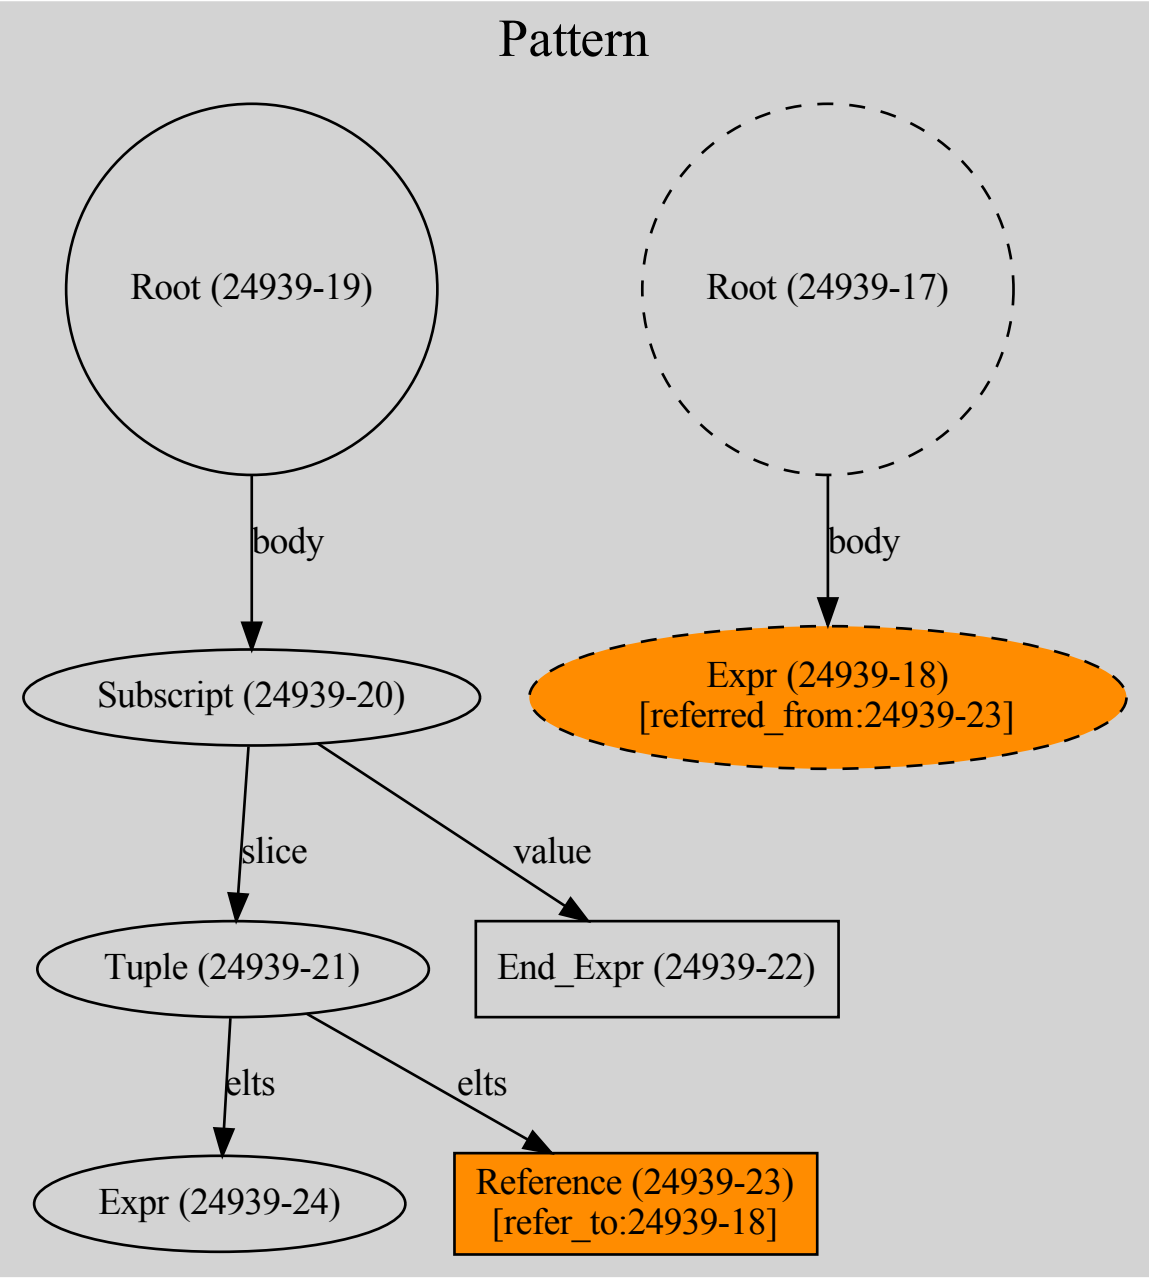 Pattern
Root (24939-19)
Root (24939-17)
body
body
Subscript (24939-20)
Expr (24939-18)
[referred_from:24939-23]
slice
value
Tuple (24939-21)
End_Expr (24939-22)
elts
elts
Expr (24939-24)
Reference (24939-23)
[refer_to:24939-18]